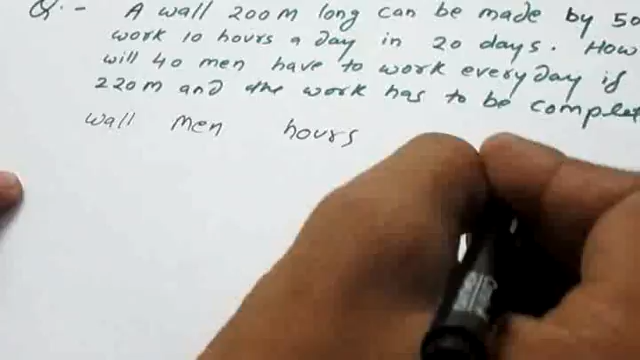 Q.- A wall 200m long can be made by 50
work 10 hours a day in 20 days. How
will 40 men have to work everyday if
220m and the work has to be complet
wall men hours